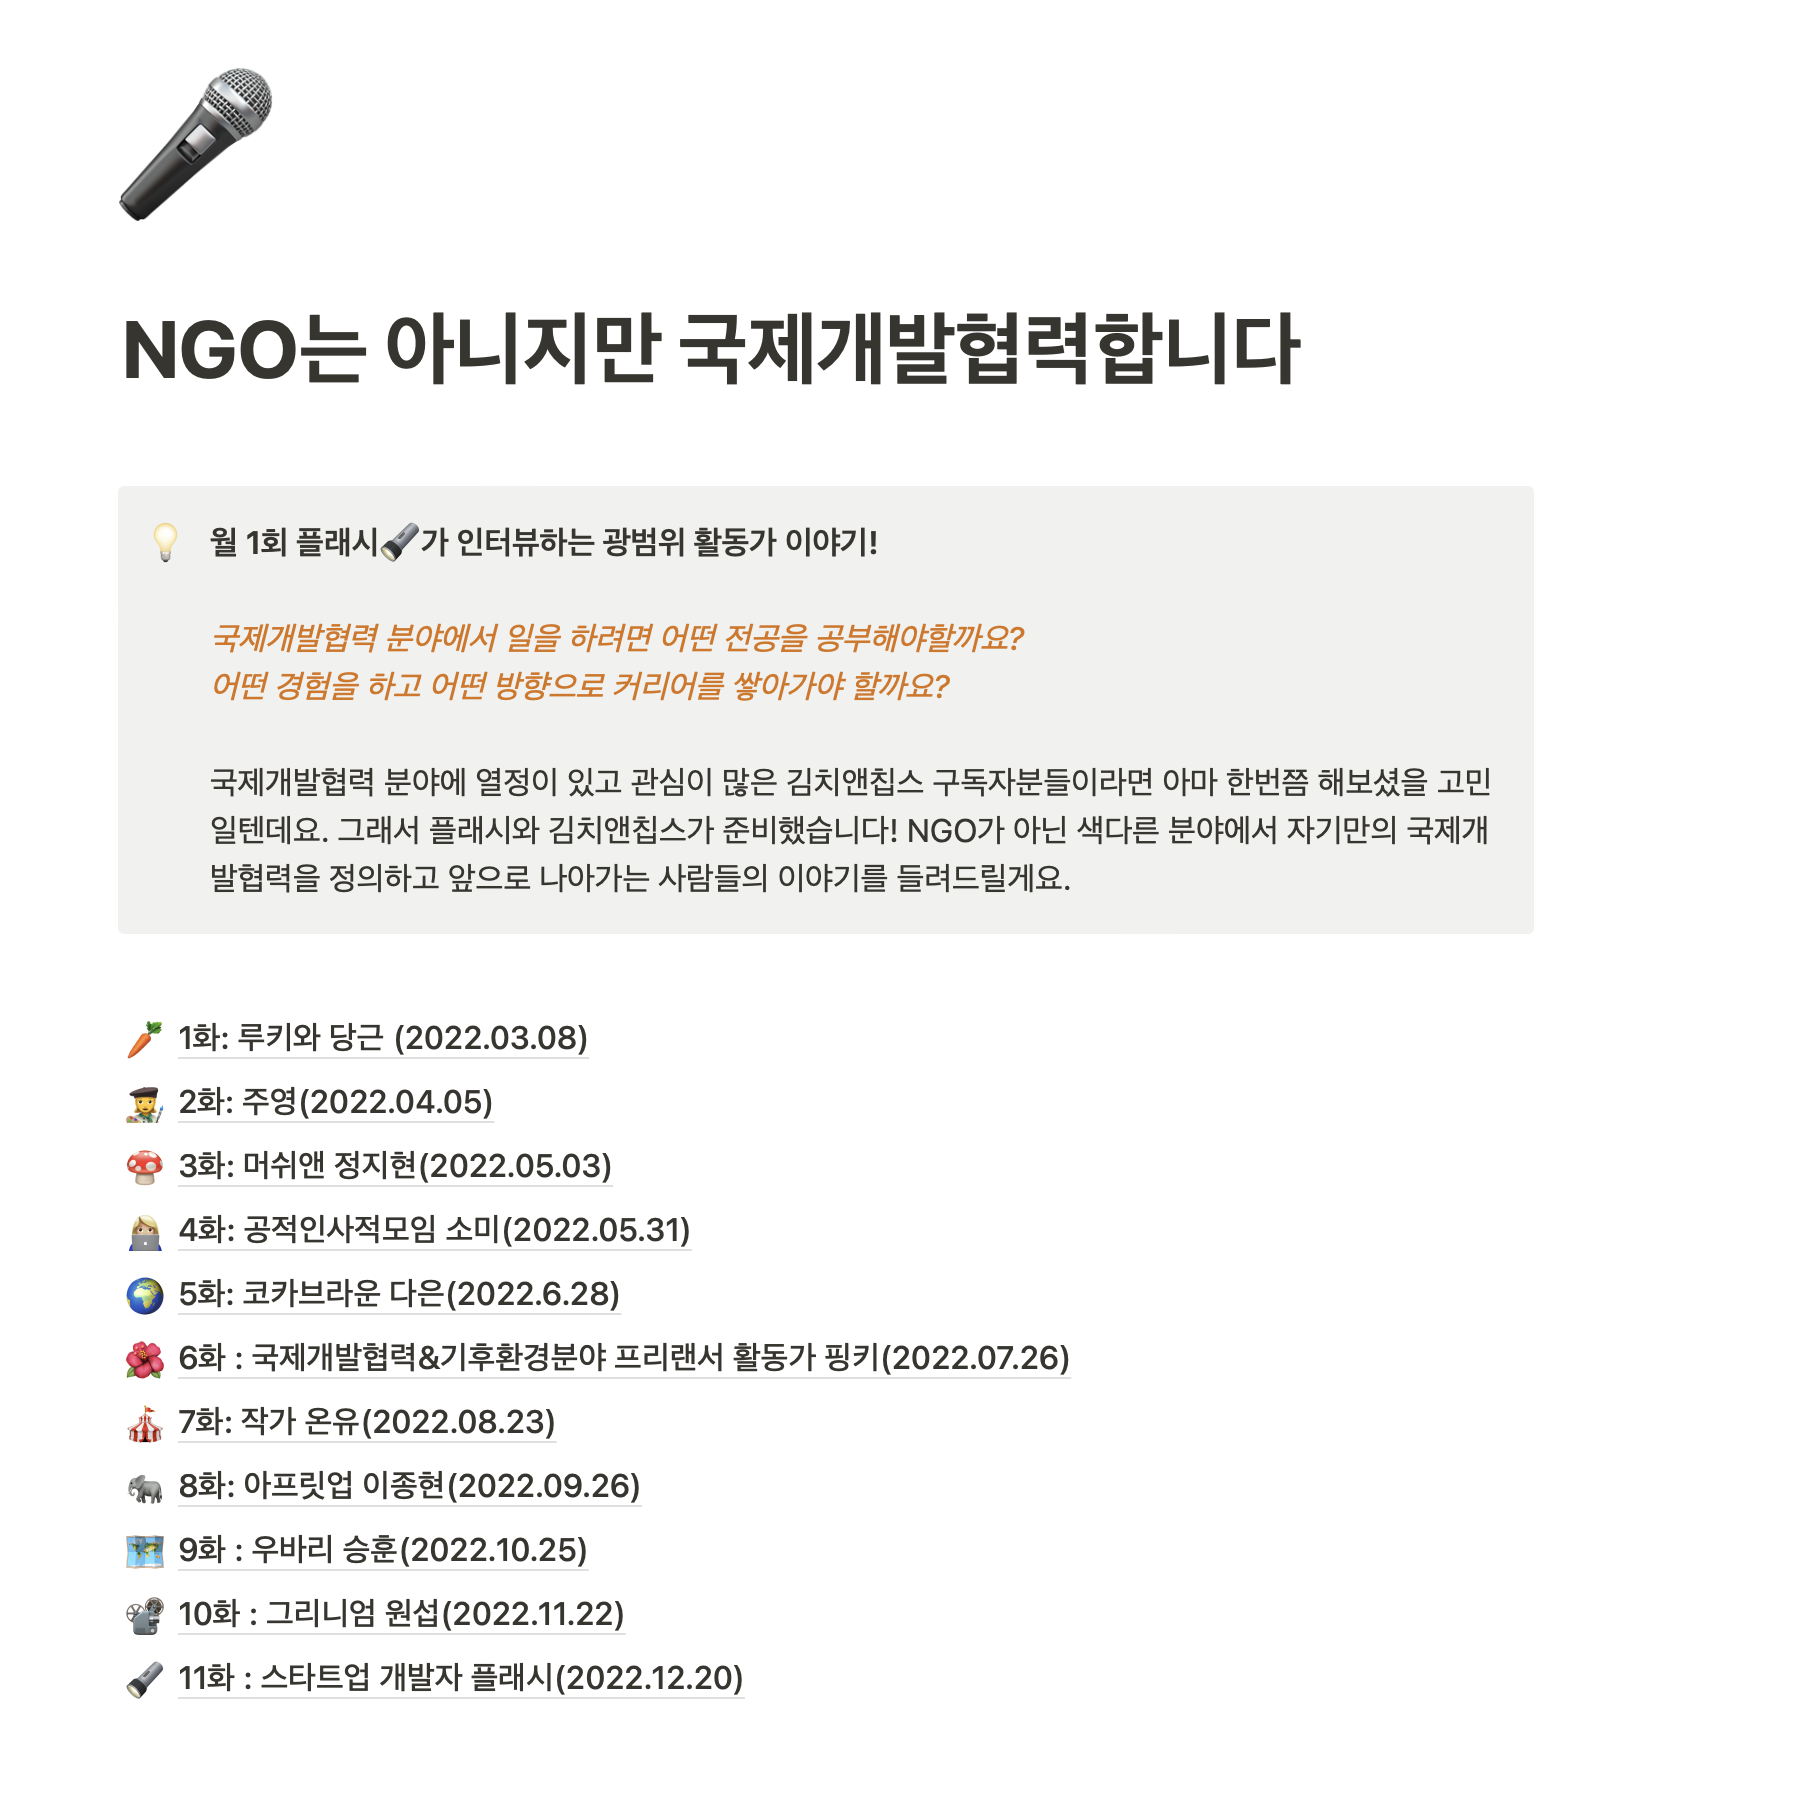 NGO는 아니지만 국제개발협력합니다
월 1회 플래시🔦가 인터뷰하는 광범위 활동가 이야기!
국제개발협력 분야에서 일을 하려면 어떤 전공을 공부해야할까요?
어떤 경험을 하고 어떤 방향으로 커리어를 쌓아가야 할까요?
국제개발협력 분야에 열정이 있고 관심이 많은 김치앤칩스 구독자분들이라면 아마 한번쯤 해보셨을 고민
일텐데요. 그래서 플래시와 김치앤칩스가 준비했습니다! NGO가 아닌 색다른 분야에서 자기만의 국제개
발협력을 정의하고 앞으로 나아가는 사람들의 이야기를 들려드릴게요.
1화: 루키와 당근 (2022.03.08)
2화: 주영(2022.04.05)
3화: 머쉬앤 정지현(2022.05.03)
4화: 공적인사적모임 소미(2022.05.31)
5화: 코카브라운 다은(2022.6.28)
6화 : 국제개발협력&기후환경분야 프리랜서 활동가 핑키(2022.07.26)
7화: 작가 온유(2022.08.23)
8화: 아프릿업 이종현(2022.09.26)
9화 : 우바리 승훈(2022.10.25)
10화 : 그리니엄 원섭(2022.11.22)
11화 : 스타트업 개발자 플래시(2022.12.20)